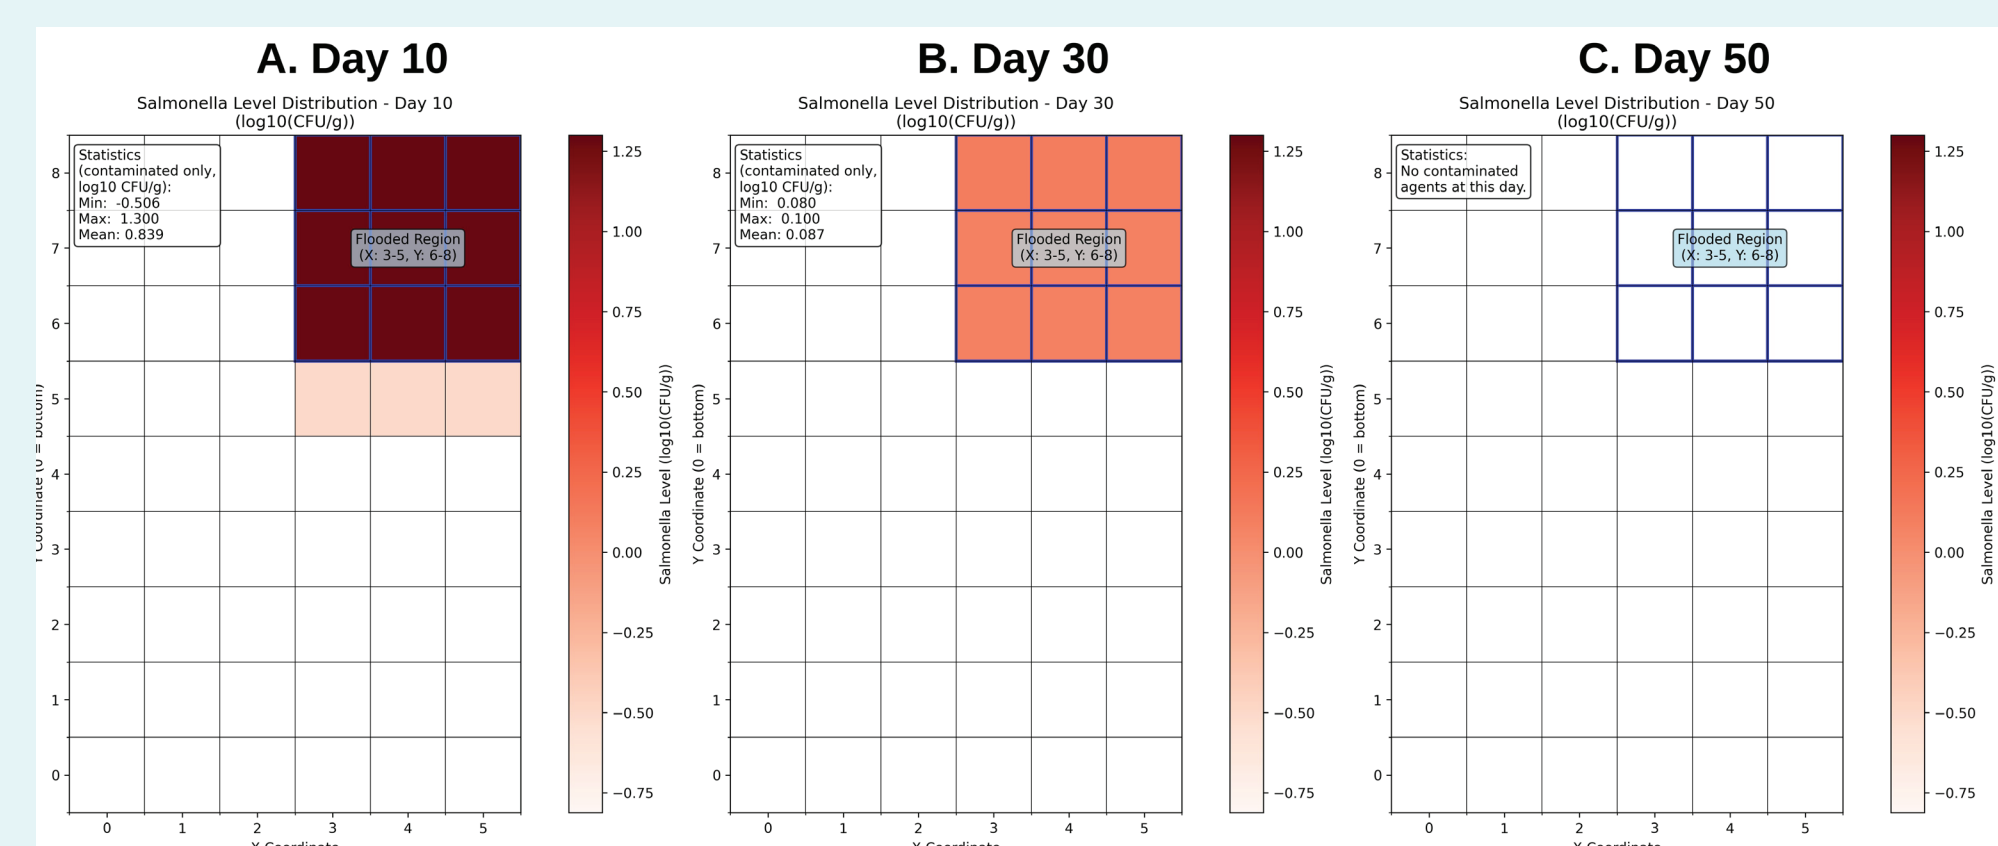 A. Day 10
Salmonella Level Distribution - Day 10
(log10(CFU/g))
Statistics
(contaminated only,
log10 CFU/g):
Min:  -0.506
Max:  1.300
Mean: 0.839
Flooded Region
(X: 3-5, Y: 6-8)
8
7
6
5
4
3
2
1
0
Y Coordinate (0 = bottom)
0 1 2 3 4 5
X Coordinate
1.25
1.00
0.75
0.50
0.25
0.00
−0.25
−0.50
−0.75
Salmonella Level (log10(CFU/g))
B. Day 30
Salmonella Level Distribution - Day 30
(log10(CFU/g))
Statistics
(contaminated only,
log10 CFU/g):
Min:  0.080
Max:  0.100
Mean: 0.087
Flooded Region
(X: 3-5, Y: 6-8)
8
7
6
5
4
3
2
1
0
Y Coordinate (0 = bottom)
0 1 2 3 4 5
X Coordinate
1.25
1.00
0.75
0.50
0.25
0.00
−0.25
−0.50
−0.75
Salmonella Level (log10(CFU/g))
C. Day 50
Salmonella Level Distribution - Day 50
(log10(CFU/g))
Statistics:
No contaminated
agents at this day.
Flooded Region
(X: 3-5, Y: 6-8)
8
7
6
5
4
3
2
1
0
Y Coordinate (0 = bottom)
0 1 2 3 4 5
X Coordinate
1.25
1.00
0.75
0.50
0.25
0.00
−0.25
−0.50
−0.75
Salmonella Level (log10(CFU/g))